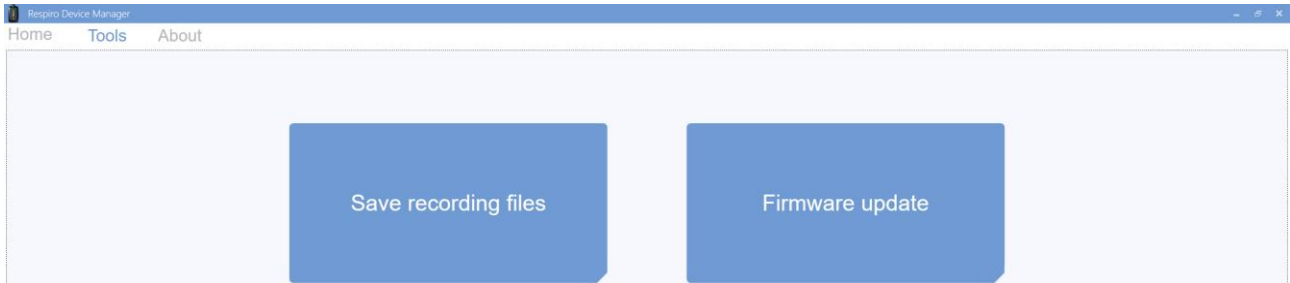 Respiro Device Manager
Home Tools About
Save recording files Firmware update